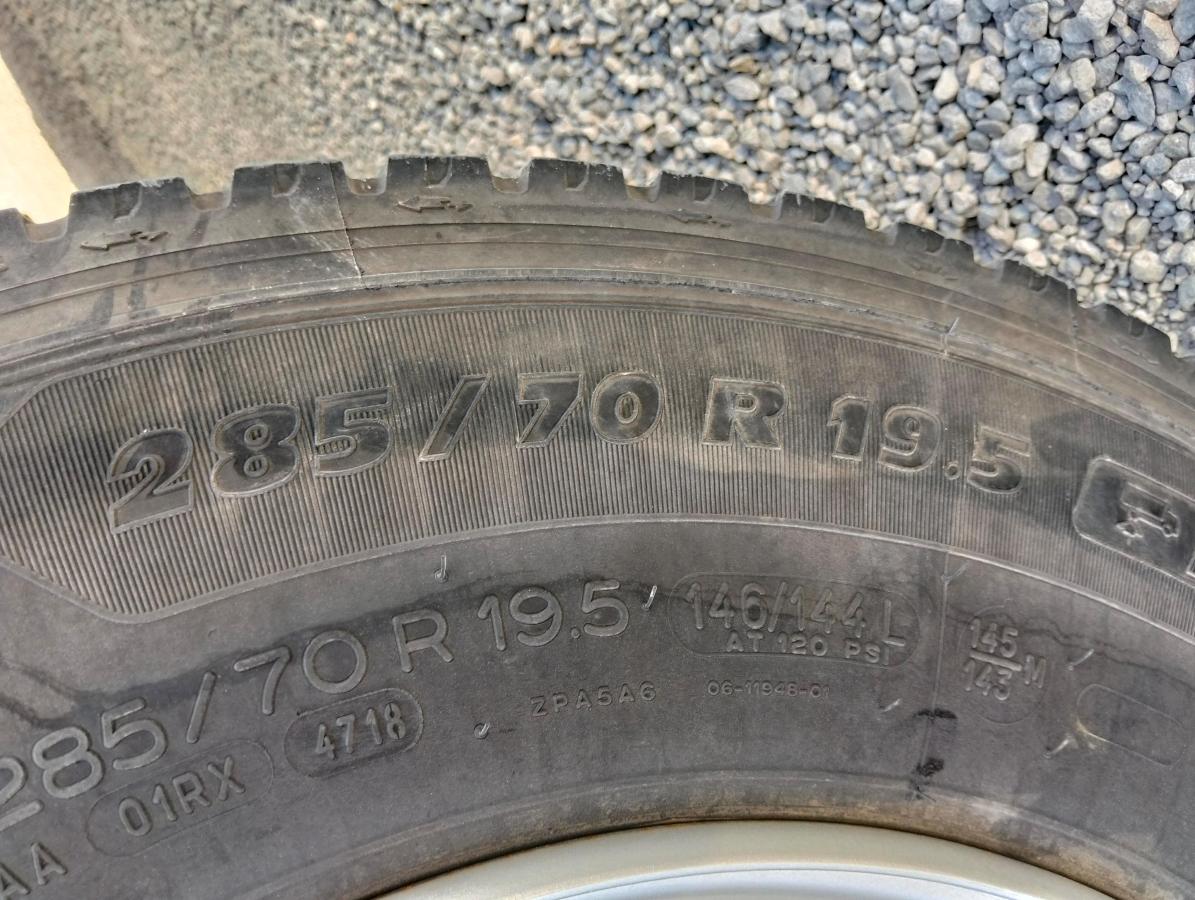 285/70 R 19.5
285/70 R 19.5
146/144 L
AT 120 PSI
145
143 M
4718
ZPA5A6
06-11948-01
01RX
AA